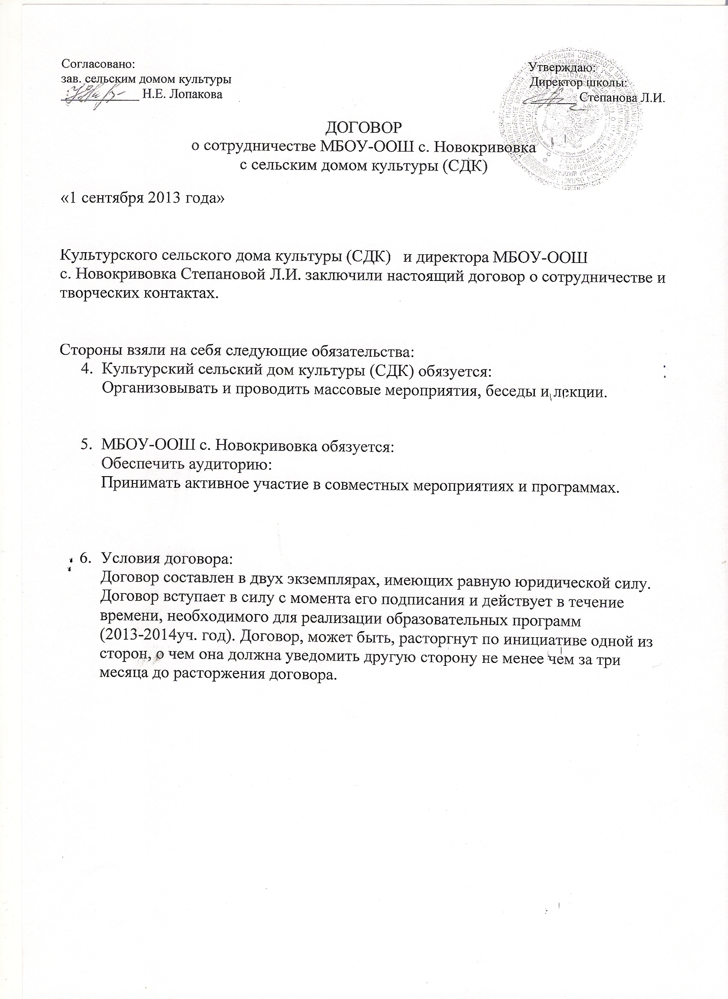 Согласовано:
зав. сельским домом культуры
Н.Е. Лопакова
Утверждаю:
Директор школы:
Степанова Л.И.
ДОГОВОР
о сотрудничестве МБОУ-ООШ с. Новокривовка
с сельским домом культуры (СДК)
«1 сентября 2013 года»
Культурского сельского дома культуры (СДК) и директора МБОУ-ООШ
с. Новокривовка Степановой Л.И. заключили настоящий договор о сотрудничестве и
творческих контактах.
Стороны взяли на себя следующие обязательства:
4. Культурский сельский дом культуры (СДК) обязуется:
Организовывать и проводить массовые мероприятия, беседы и лекции.
5. МБОУ-ООШ с. Новокривовка обязуется:
Обеспечить аудиторию:
Принимать активное участие в совместных мероприятиях и программах.
6. Условия договора:
Договор составлен в двух экземплярах, имеющих равную юридической силу.
Договор вступает в силу с момента его подписания и действует в течение
времени, необходимого для реализации образовательных программ
(2013-2014уч. год). Договор, может быть, расторгнут по инициативе одной из
сторон, о чем она должна уведомить другую сторону не менее чем за три
месяца до расторжения договора.